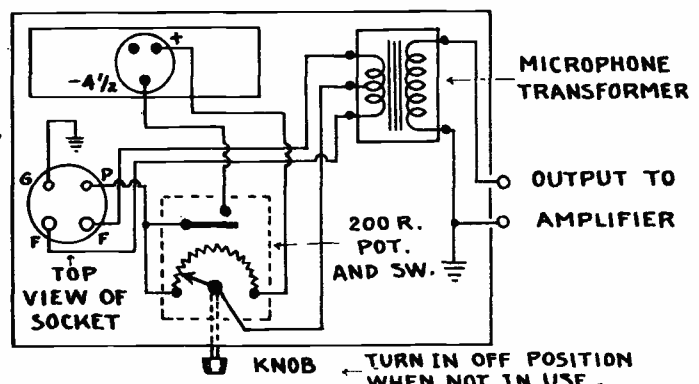 +
-4½
MICROPHONE
TRANSFORMER
G
P
F
F
TOP
VIEW OF
SOCKET
200 R.
POT.
AND SW.
OUTPUT TO
AMPLIFIER
KNOB
TURN IN OFF POSITION
WHEN NOT IN USE.